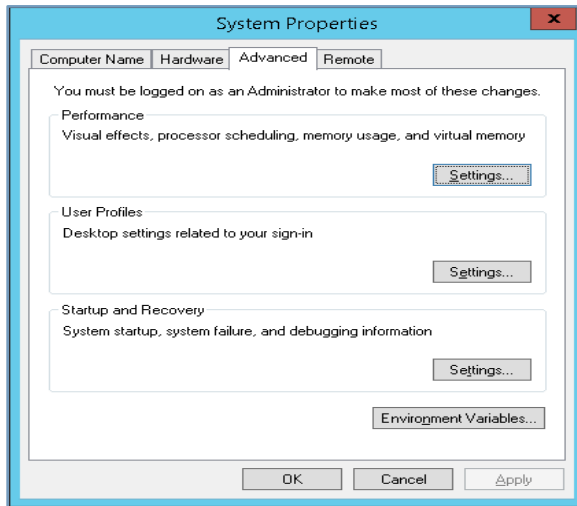 System Properties
x
Computer Name Hardware Advanced Remote
You must be logged on as an Administrator to make most of these changes.
Performance
Visual effects, processor scheduling, memory usage, and virtual memory
Settings...
User Profiles
Desktop settings related to your sign-in
Settings...
Startup and Recovery
System startup, system failure, and debugging information
Settings...
Environment Variables...
OK Cancel Apply